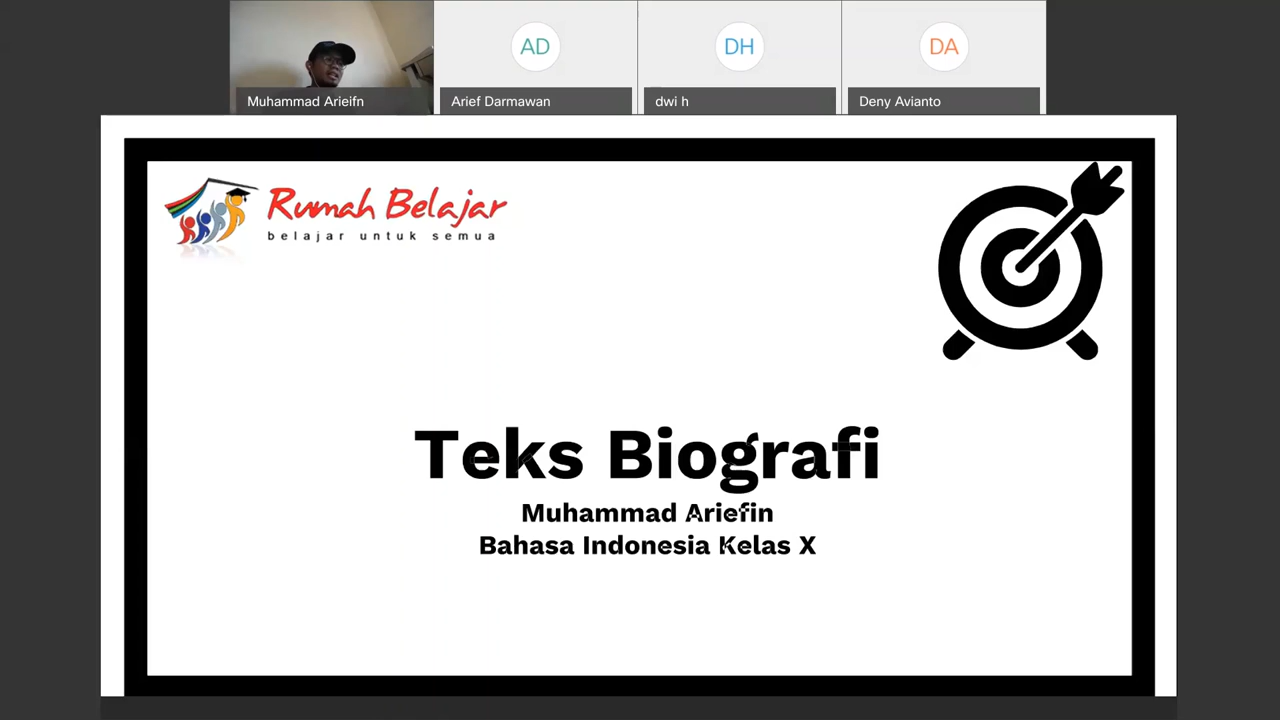 AD
DH
DA
Muhammad Arieifn
Arief Darmawan
dwi h
Deny Avianto
Rumah Belajar
belajar untuk semua
Teks Biografi
Muhammad Ariefin
Bahasa Indonesia Kelas X